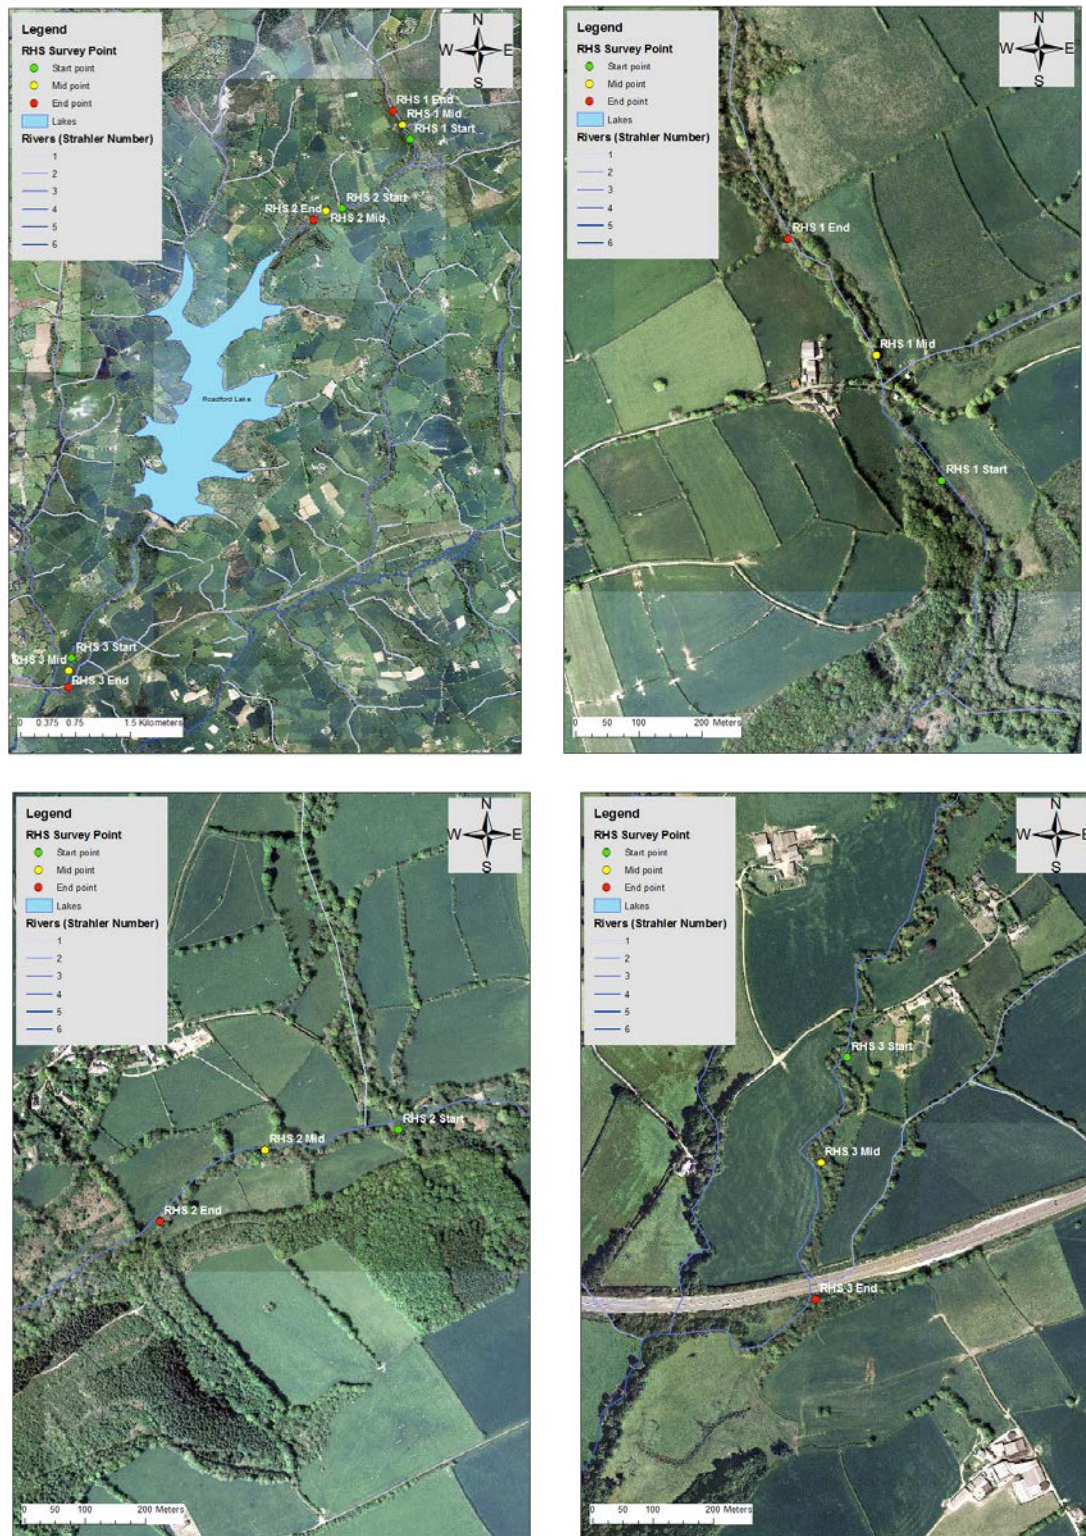 Legend
RHS Survey Point
Start point
Mid point
End point
Lakes
Rivers (Strahler Number)
1
2
3
4
5
6
N
W E
S
RHS 1 End
RHS 1 Mid
RHS 1 Start
RHS 2 Start
RHS 2 End
RHS 2 Mid
Roadford Lake
RHS 3 Start
RHS 3 Mid
RHS 3 End
0 0.375 0.75 1.5 Kilometers
Legend
RHS Survey Point
Start point
Mid point
End point
Lakes
Rivers (Strahler Number)
1
2
3
4
5
6
N
W E
S
RHS 1 End
RHS 1 Mid
RHS 1 Start
0 50 100 200 Meters
Legend
RHS Survey Point
Start point
Mid point
End point
Lakes
Rivers (Strahler Number)
1
2
3
4
5
6
N
W E
S
RHS 2 Start
RHS 2 Mid
RHS 2 End
0 50 100 200 Meters
Legend
RHS Survey Point
Start point
Mid point
End point
Lakes
Rivers (Strahler Number)
1
2
3
4
5
6
N
W E
S
RHS 3 Start
RHS 3 Mid
RHS 3 End
0 50 100 200 Meters